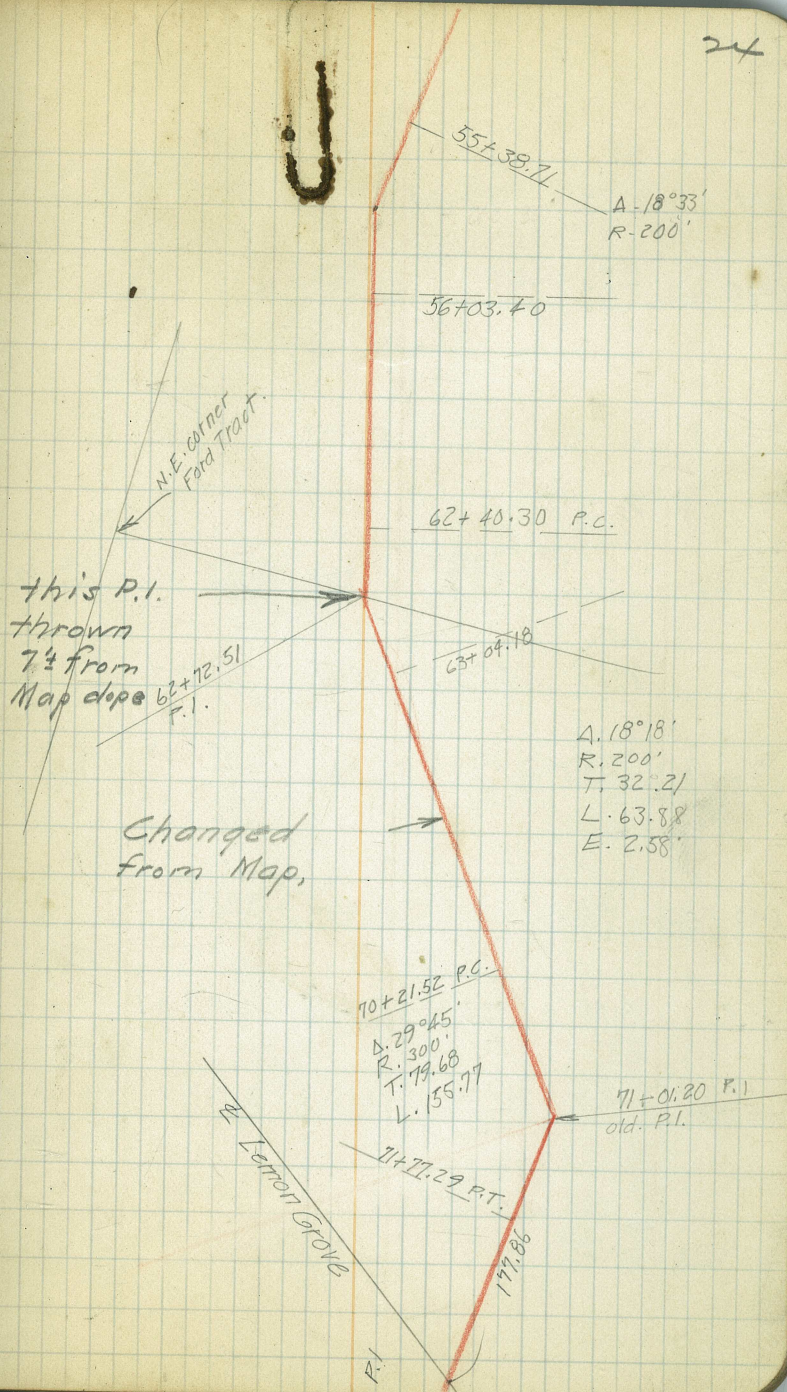 24
55+38.71
Δ-18°33'
R-200'
56+03.40
N.E. corner
Ford Tract.
62+40.30 P.C.
this P.I.
thrown
7'± from
Map dope
62+72.51
P.I.
63+04.18
Δ. 18°18'
R. 200'
T. 32.21
L. 63.88
E. 2.58'
Changed
from Map,
70+21.52 P.C.
Δ. 29°45'
R. 300'
T. 79.68
L. 155.77
71+01.20 P.I
old. P.I.
71+77.29 P.T.
℄ Lemon Grove
177.86
P.I